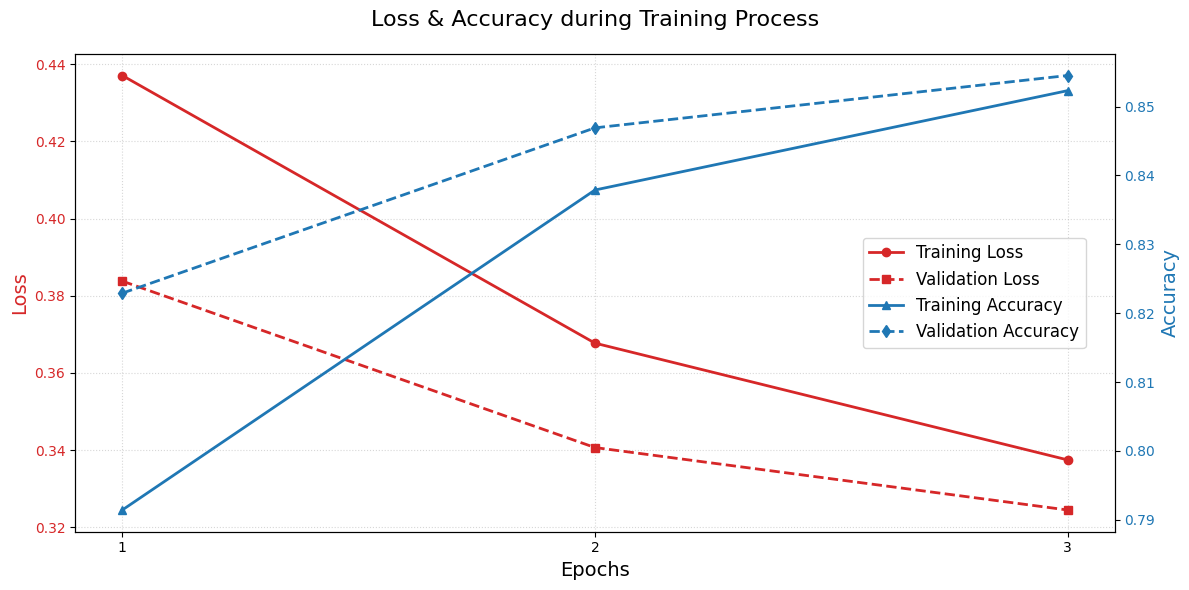 Loss & Accuracy during Training Process
Loss
0.44
0.42
0.40
0.38
0.36
0.34
0.32
Training Loss
Validation Loss
Training Accuracy
Validation Accuracy
0.85
0.84
0.83
0.82
0.81
0.80
0.79
Accuracy
1 2 3
Epochs